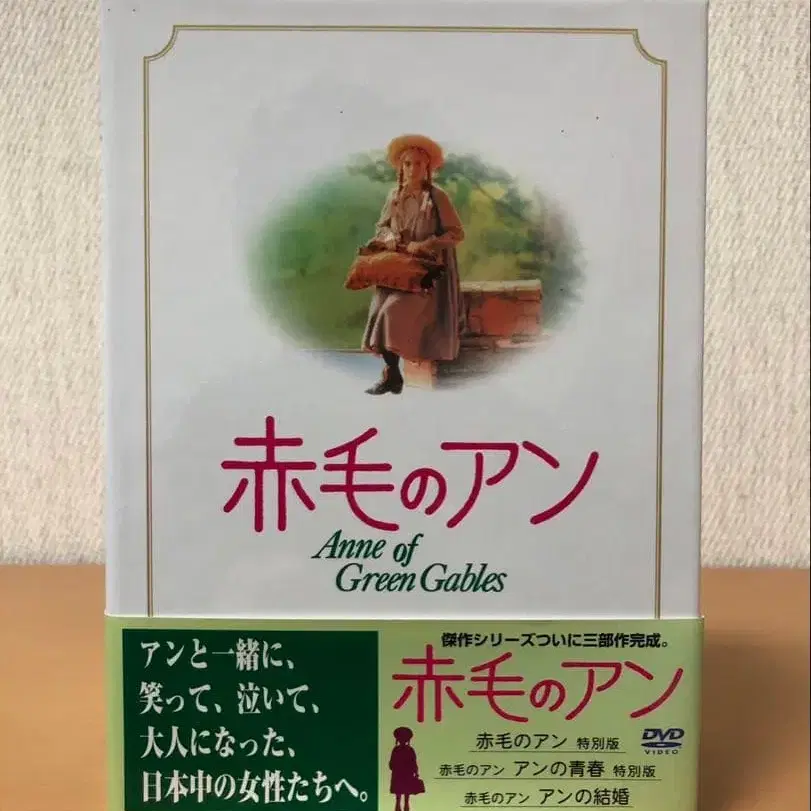 赤毛のアン
Anne of
Green Gables
アンと一緒に、
笑って、泣いて、
大人になった、
日本中の女性たちへ。
傑作シリーズついに三部作完成。
赤毛のアン
赤毛のアン 特別版
赤毛のアン アンの青春 特別版
赤毛のアン アンの結婚
DVD
VIDEO